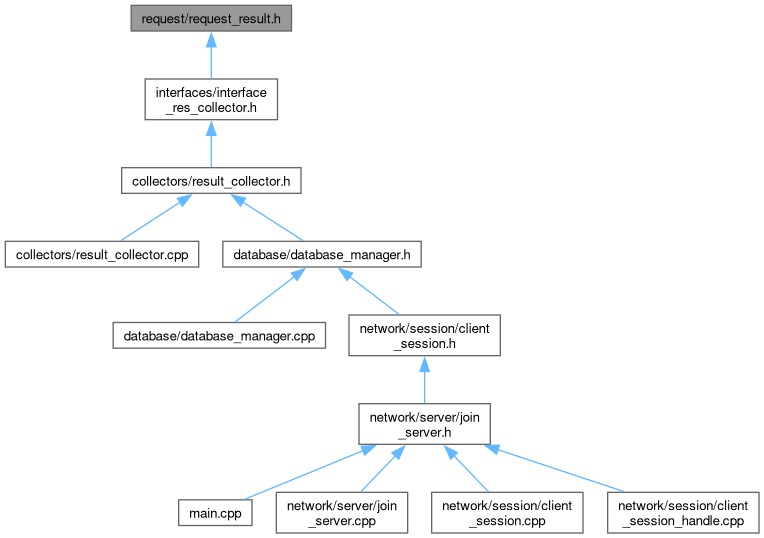 request/request_result.h
interfaces/interface
_res_collector.h
collectors/result_collector.h
collectors/result_collector.cpp
database/database_manager.h
database/database_manager.cpp
network/session/client
_session.h
network/server/join
_server.h
main.cpp
network/server/join
_server.cpp
network/session/client
_session.cpp
network/session/client
_session_handle.cpp